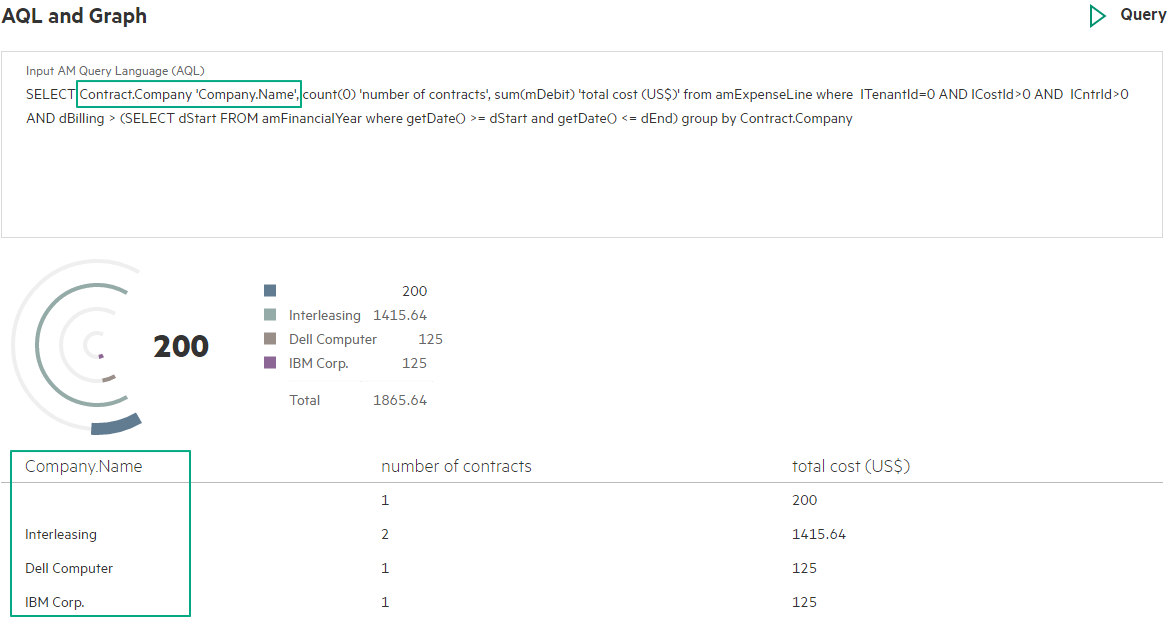 AQL and Graph
Query
Input AM Query Language (AQL)
SELECT Contract.Company 'Company.Name', count(0) 'number of contracts', sum(mDebit) 'total cost (US$)' from amExpenseLine where lTenantId=0 AND lCostId>0 AND lCntrId>0
AND dBilling > (SELECT dStart FROM amFinancialYear where getDate() >= dStart and getDate() <= dEnd) group by Contract.Company
200
200
Interleasing 1415.64
Dell Computer 125
IBM Corp. 125
Total 1865.64
Company.Name number of contracts total cost (US$)
1 200
Interleasing 2 1415.64
Dell Computer 1 125
IBM Corp. 1 125